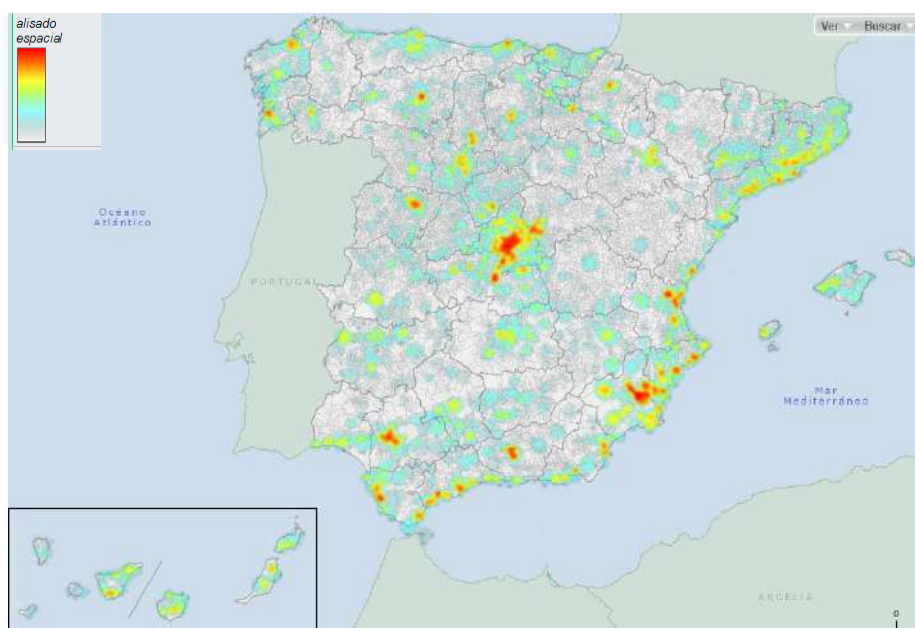 alisado
espacial
Ver Buscar
Océano
Atlántico
PORTUGAL
Mar
Mediterráneo
ARGELIA
0